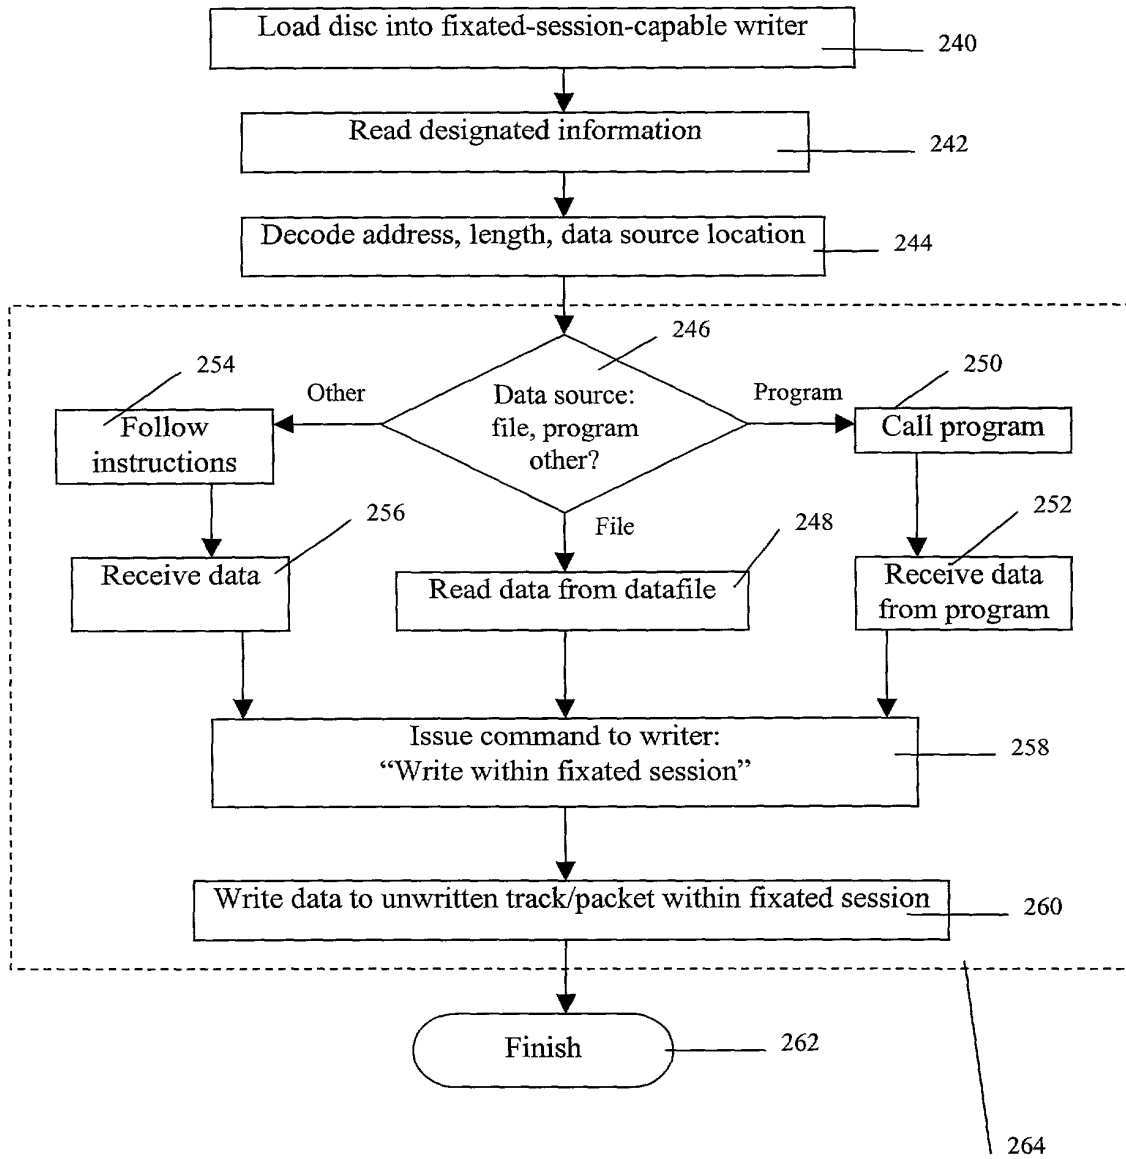 Load disc into fixated-session-capable writer
240
Read designated information
242
Decode address, length, data source location
244
246
254
250
Other
Program
Data source:
file, program
other?
Follow
instructions
Call program
256
File
248
252
Receive data
Read data from datafile
Receive data
from program
Issue command to writer:
“Write within fixated session”
258
Write data to unwritten track/packet within fixated session
260
Finish
262
264